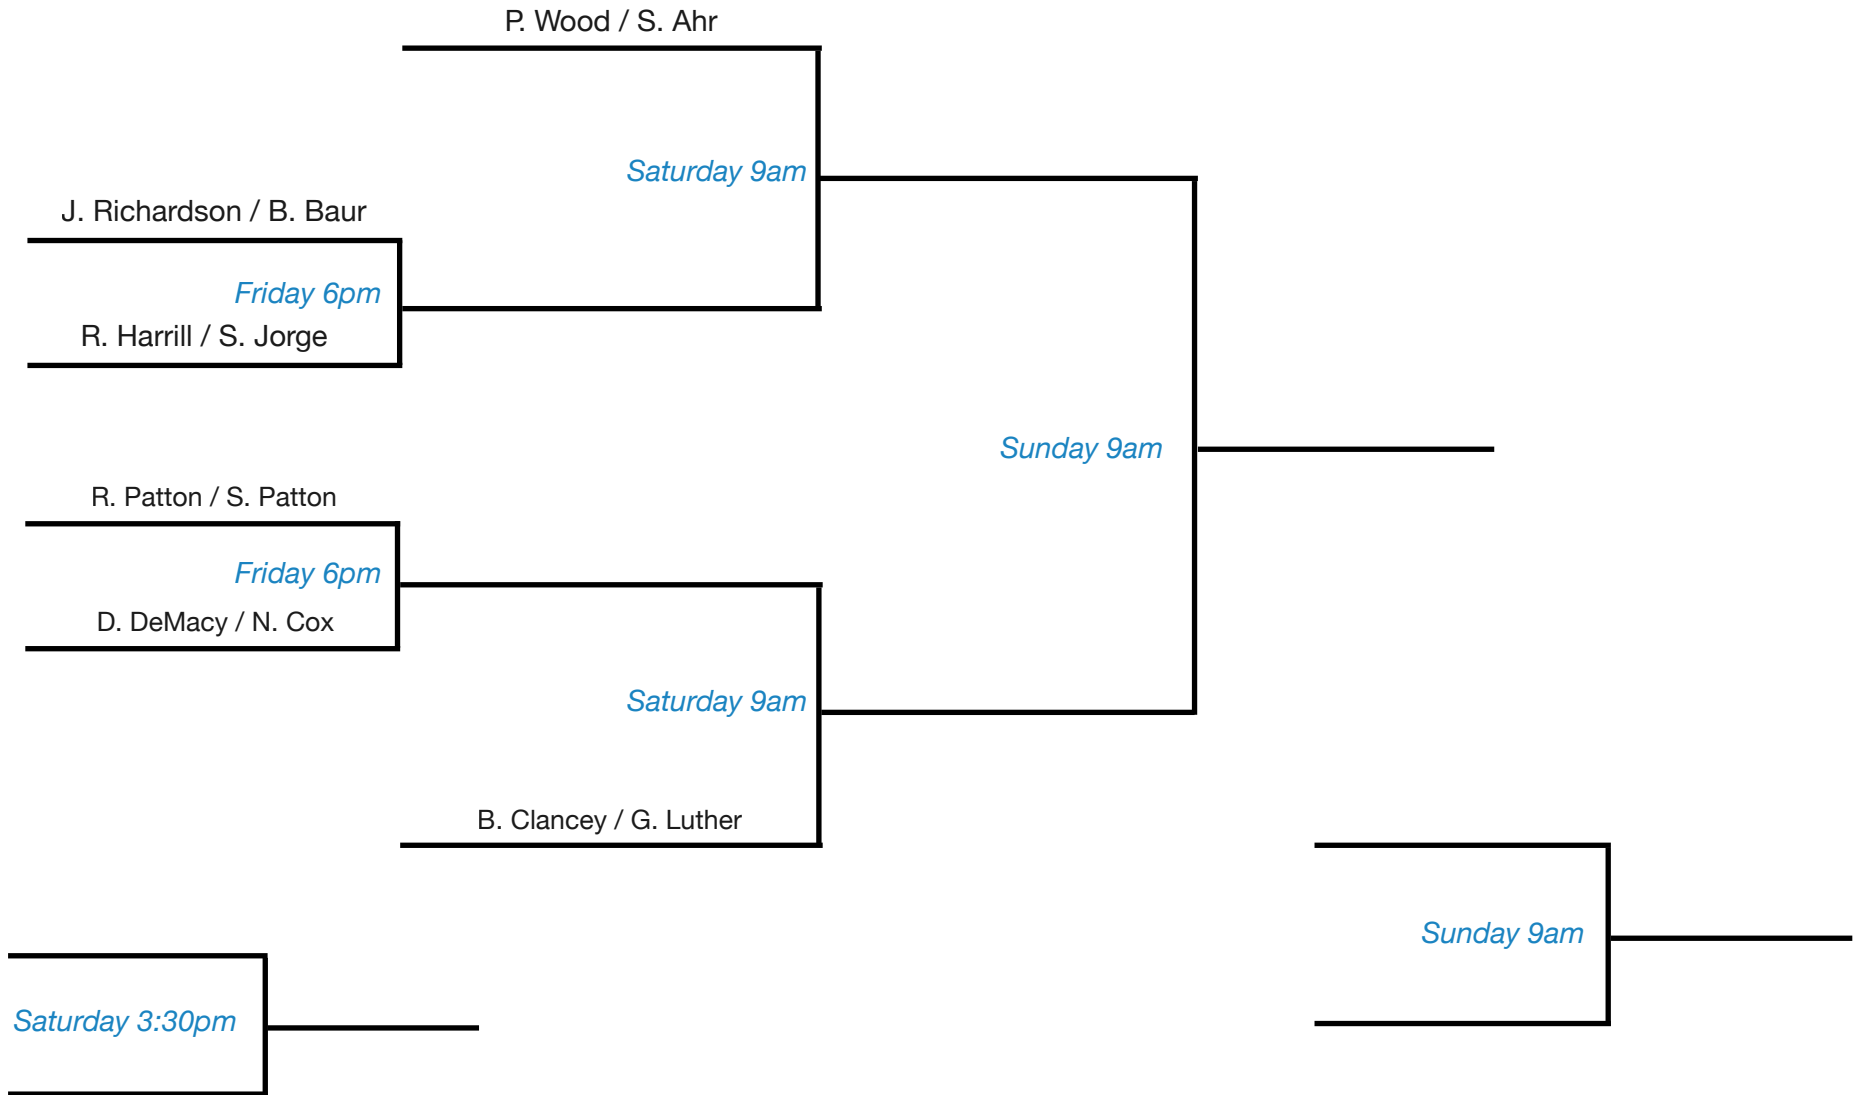 P. Wood / S. Ahr
Saturday 9am
J. Richardson / B. Baur
Friday 6pm
R. Harrill / S. Jorge
Sunday 9am
R. Patton / S. Patton
Friday 6pm
D. DeMacy / N. Cox
Saturday 9am
B. Clancey / G. Luther
Sunday 9am
Saturday 3:30pm